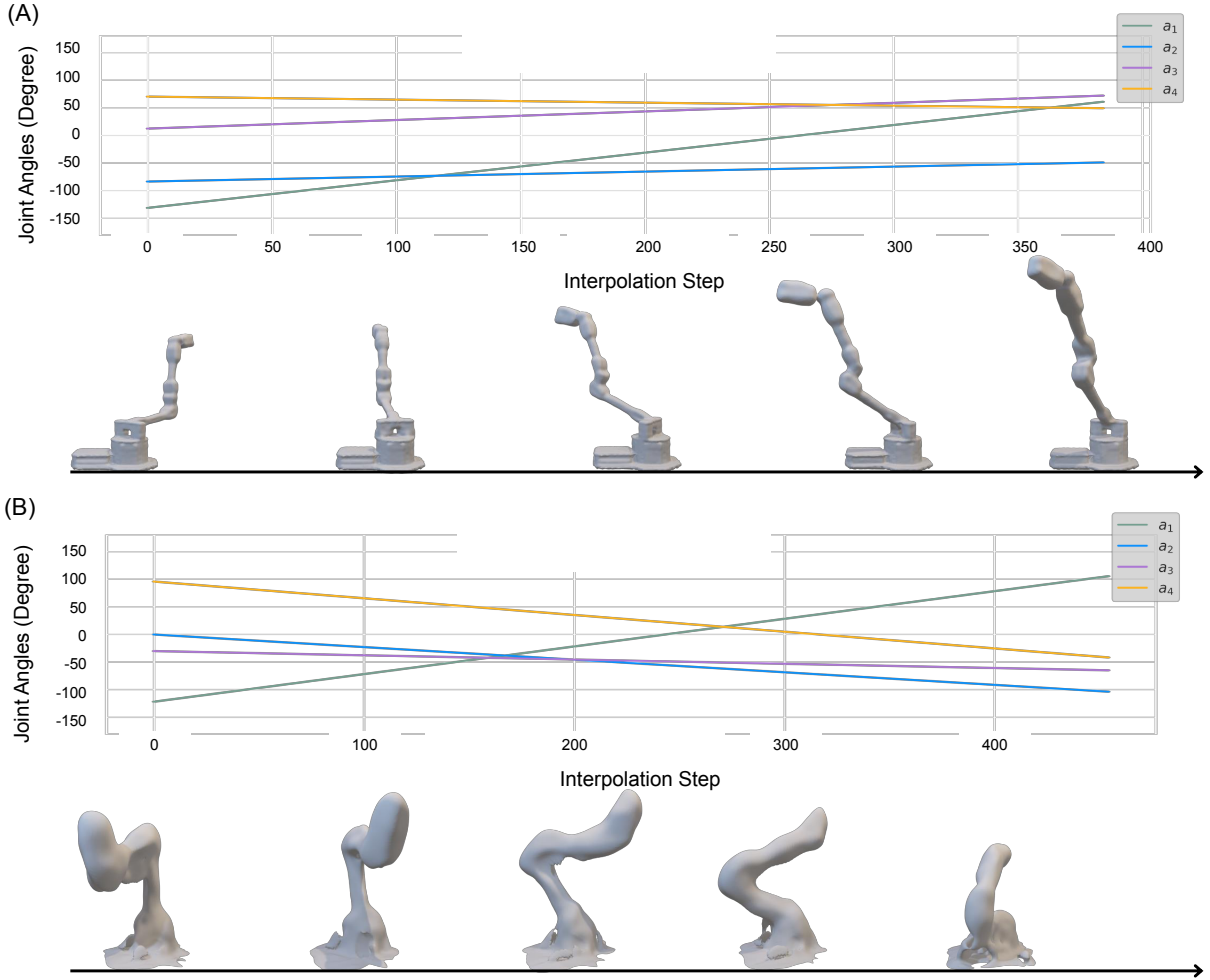 (A)
Joint Angles (Degree)
150
100
50
0
-50
-100
-150
0 50 100 150 200 250 300 350 400
Interpolation Step
a1
a2
a3
a4
(B)
Joint Angles (Degree)
150
100
50
0
-50
-100
-150
0 100 200 300 400
Interpolation Step
a1
a2
a3
a4